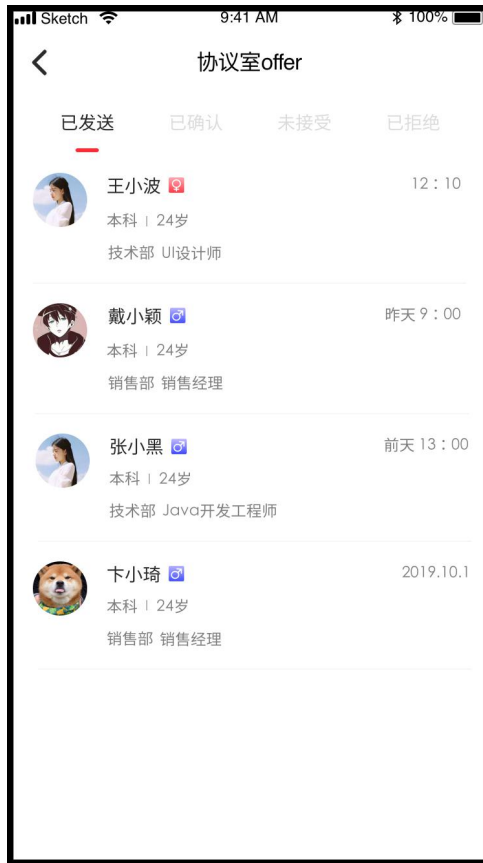 Sketch 9:41 AM 100%
协议室offer
已发送 已确认 未接受 已拒绝
王小波 12：10
本科 | 24岁
技术部 UI设计师
戴小颖 昨天 9：00
本科 | 24岁
销售部 销售经理
张小黑 前天 13：00
本科 | 24岁
技术部 Java开发工程师
卞小琦 2019.10.1
本科 | 24岁
销售部 销售经理